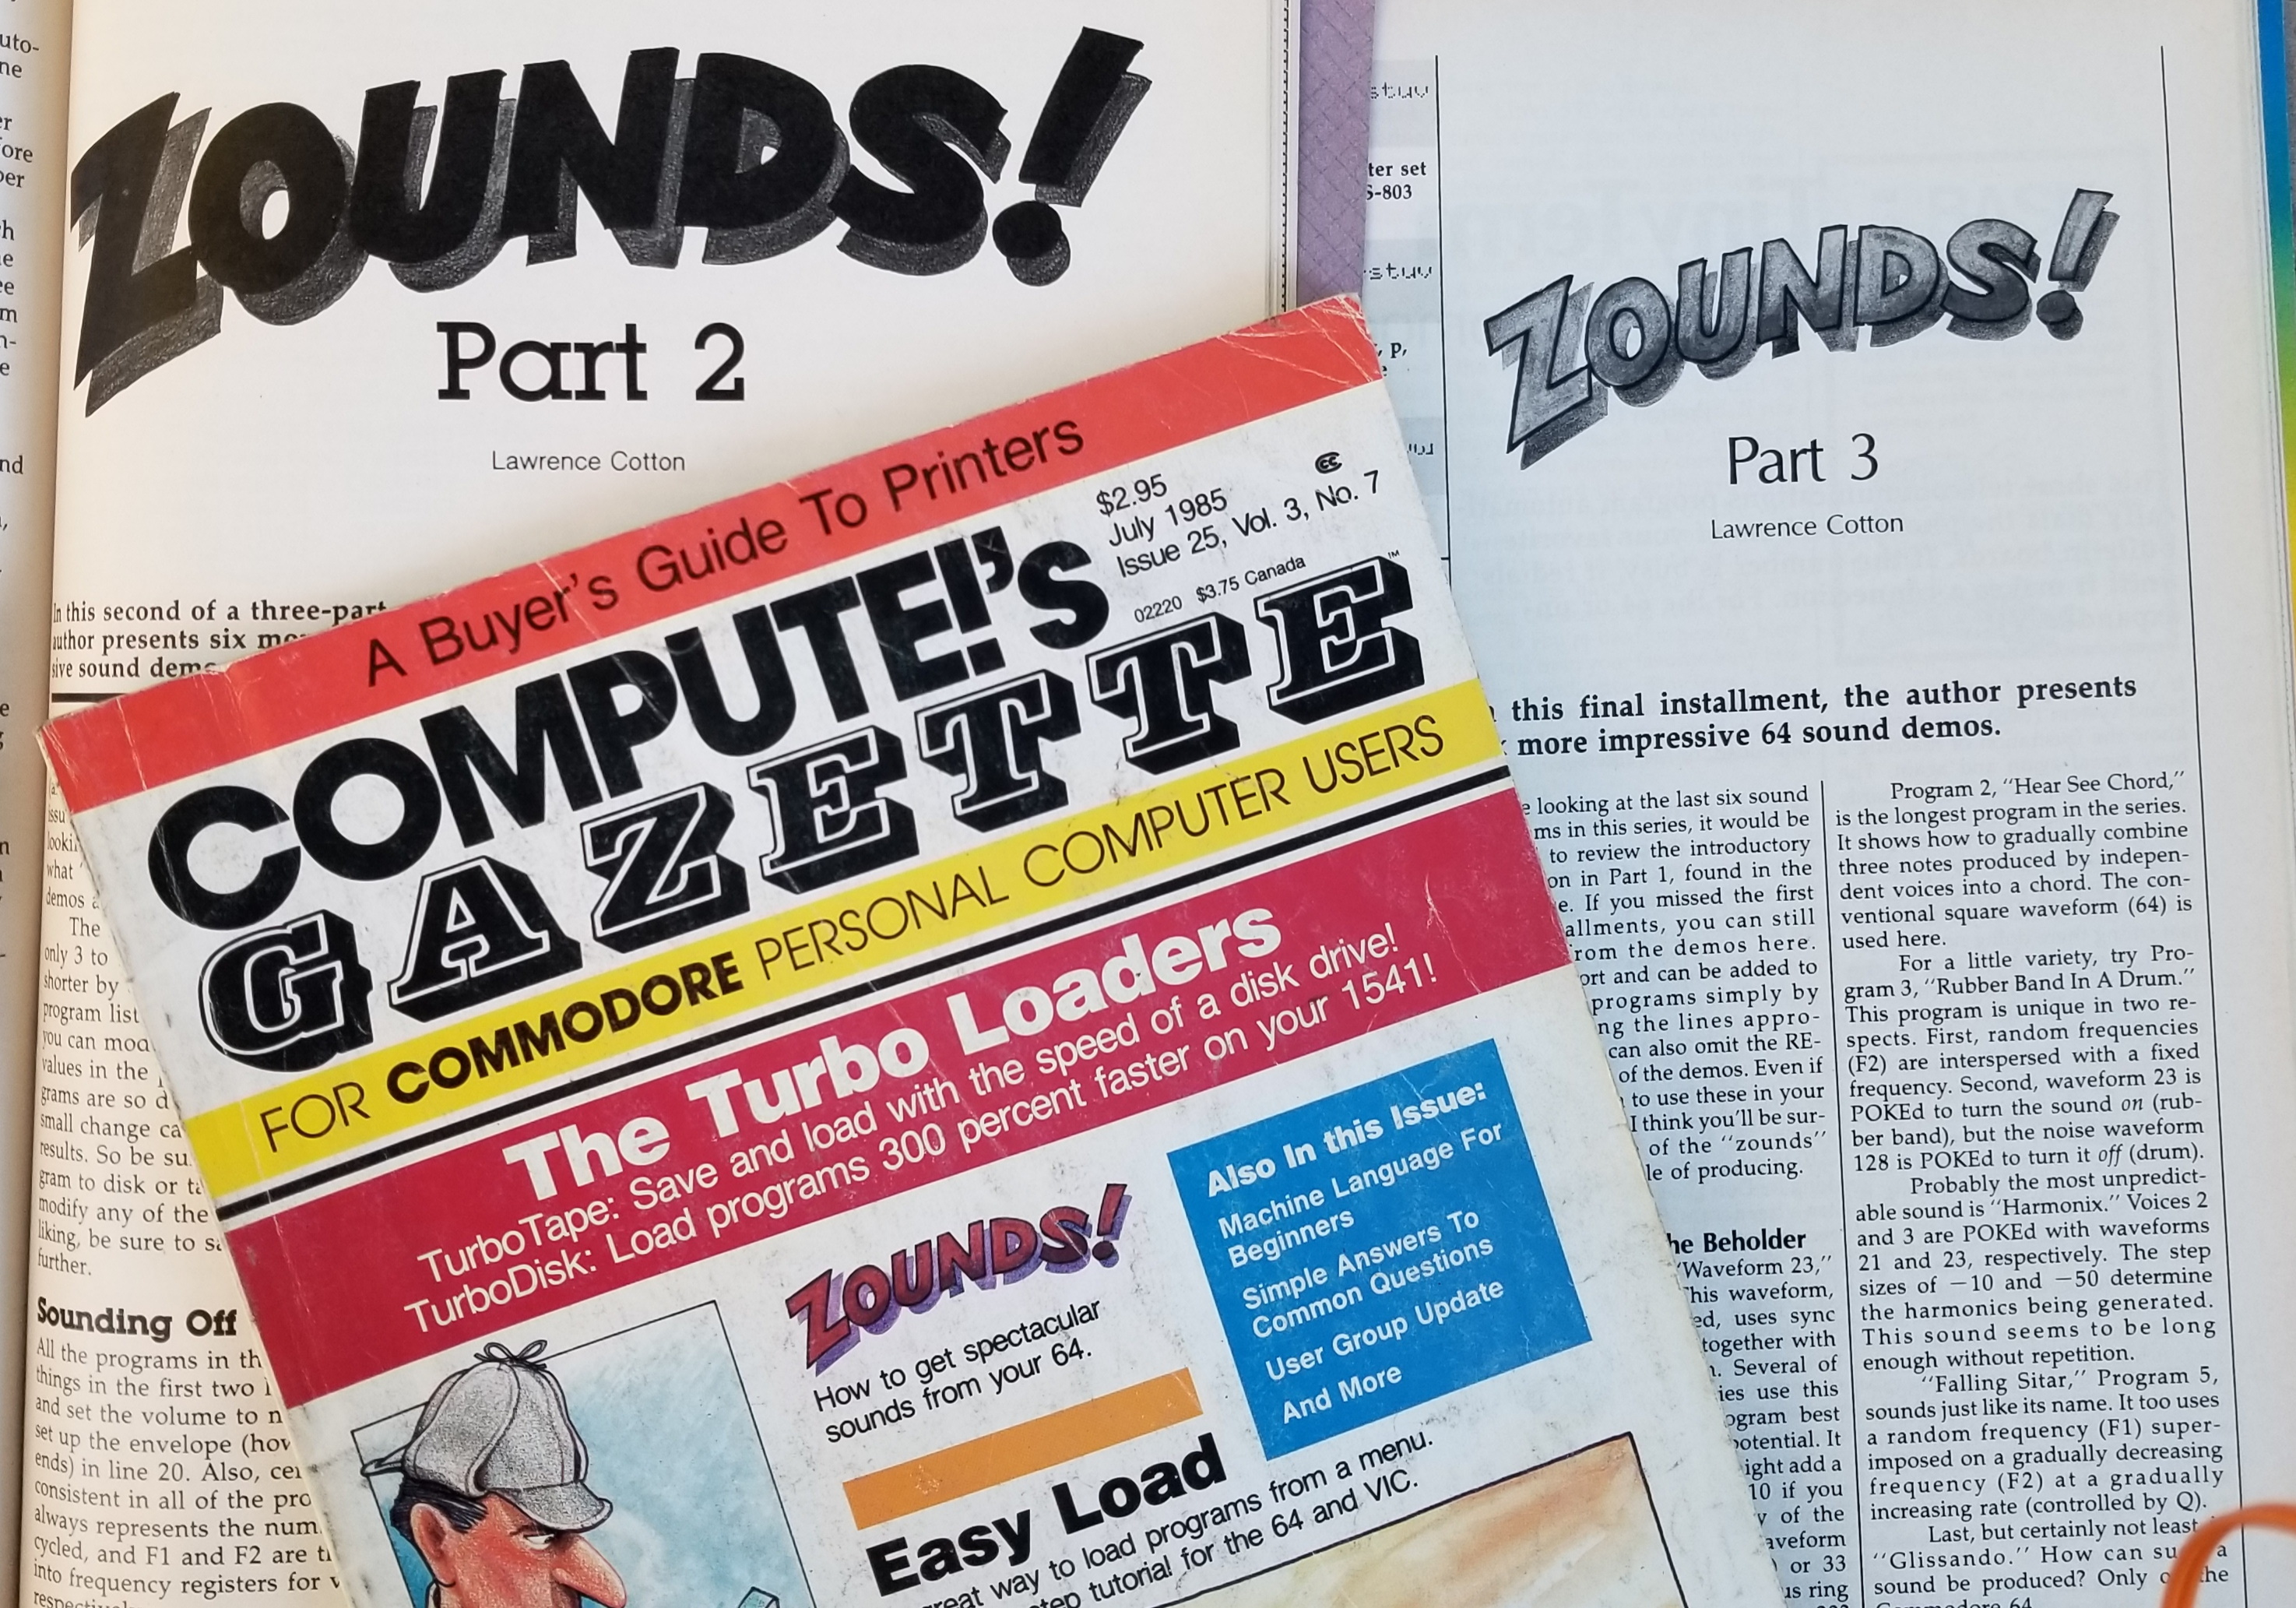 ZOUNDS!
Part 2
Lawrence Cotton
In this second of a three-part
author presents six
sive sound
The
only 3 to
shorter by
program list
you can
values in the
grams are so
small change
results. So be
gram to disk or
modify any of the
liking, be sure to
further.
Sounding Off
All the programs in
things in the first two
and set the volume to
set up the envelope
ends) in line 20. Also,
consistent in all of the
always represents the
cycled, and F1 and F2 are
into frequency registers for
A Buyer's Guide To Printers
$2.95
July 1985
Issue 25, Vol. 3, No. 7
02220 $3.75 Canada
COMPUTE!'s
GAZETTE™
FOR COMMODORE PERSONAL COMPUTER USERS
The Turbo Loaders
TurboTape: Save and load with the speed of a disk drive!
TurboDisk: Load programs 300 percent faster on your 1541!
ZOUNDS!
How to get spectacular
sounds from your 64.
Also In this Issue:
Machine Language For
Beginners
Simple Answers To
Common Questions
User Group Update
And More
Easy Load
way to load programs from a menu.
tutorial for the 64 and VIC.
stuv
ter set
-803
stuv
p,
ZOUNDS!
Part 3
Lawrence Cotton
this final installment, the author presents
more impressive 64 sound demos.
looking at the last six sound
ms in this series, it would be
to review the introductory
on in Part 1, found in the
e. If you missed the first
allments, you can still
rom the demos here.
ort and can be added to
programs simply by
ng the lines appro-
can also omit the RE-
of the demos. Even if
to use these in your
I think you'll be sur-
of the "zounds"
le of producing.
he Beholder
"Waveform 23,"
This waveform,
ed, uses sync
together with
Several of
ies use this
ogram best
potential. It
ight add a
10 if you
of the
aveform
or 33
us ring
Program 2, "Hear See Chord,"
is the longest program in the series.
It shows how to gradually combine
three notes produced by indepen-
dent voices into a chord. The con-
ventional square waveform (64) is
used here.
For a little variety, try Pro-
gram 3, "Rubber Band In A Drum."
This program is unique in two re-
spects. First, random frequencies
(F2) are interspersed with a fixed
frequency. Second, waveform 23 is
POKEd to turn the sound on (rub-
ber band), but the noise waveform
128 is POKEd to turn it off (drum).
Probably the most unpredict-
able sound is "Harmonix." Voices 2
and 3 are POKEd with waveforms
21 and 23, respectively. The step
sizes of −10 and −50 determine
the harmonics being generated.
This sound seems to be long
enough without repetition.
"Falling Sitar," Program 5,
sounds just like its name. It too uses
a random frequency (F1) super-
imposed on a gradually decreasing
frequency (F2) at a gradually
increasing rate (controlled by Q).
Last, but certainly not least
"Glissando." How can a
sound be produced? Only the